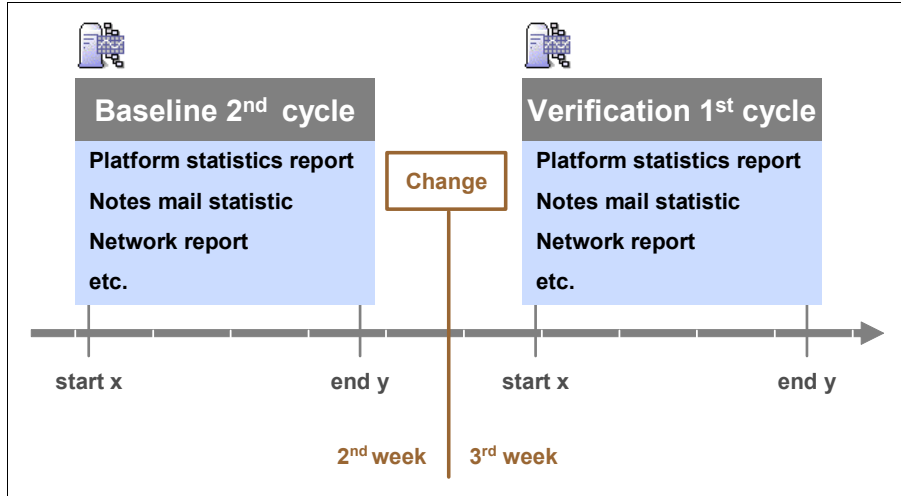 Baseline 2nd cycle
Platform statistics report
Notes mail statistic
Network report
etc.
Change
Verification 1st cycle
Platform statistics report
Notes mail statistic
Network report
etc.
start x
end y
start x
end y
2nd week
3rd week